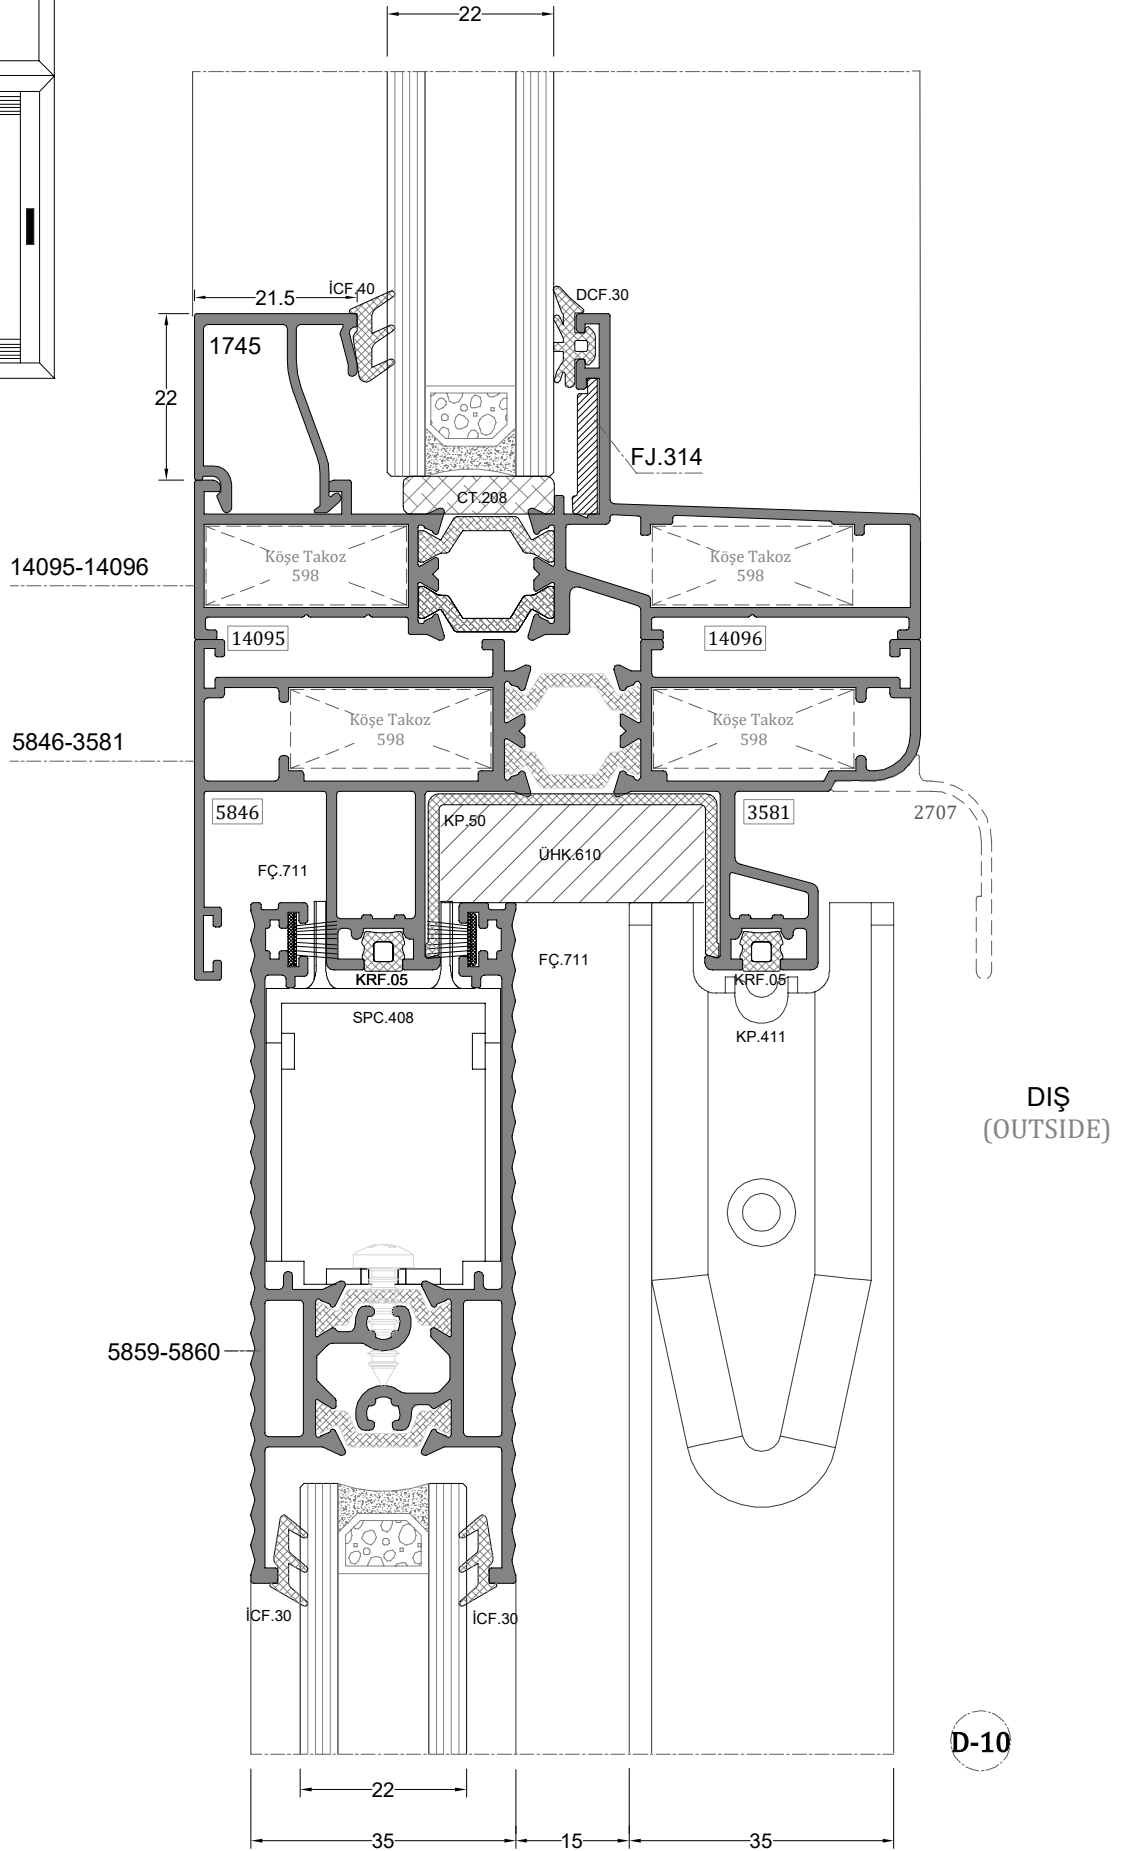 22
21.5
İCF.40
DCF.30
1745
22
FJ.314
CT.208
Köşe Takoz
598
Köşe Takoz
598
14095-14096
14095
14096
Köşe Takoz
598
Köşe Takoz
598
5846-3581
5846
KP.50
3581
2707
ÜHK.610
FÇ.711
FÇ.711
KRF.05
KRF.05
SPC.408
KP.411
DIŞ
(OUTSIDE)
5859-5860
İCF.30
İCF.30
D-10
22
35
15
35